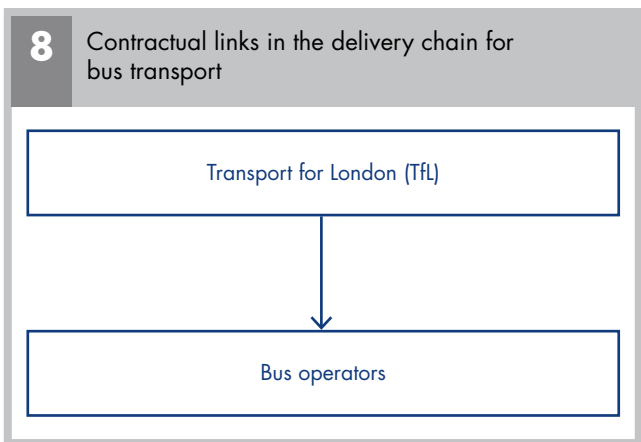 8
Contractual links in the delivery chain for
bus transport
Transport for London (TfL)
Bus operators